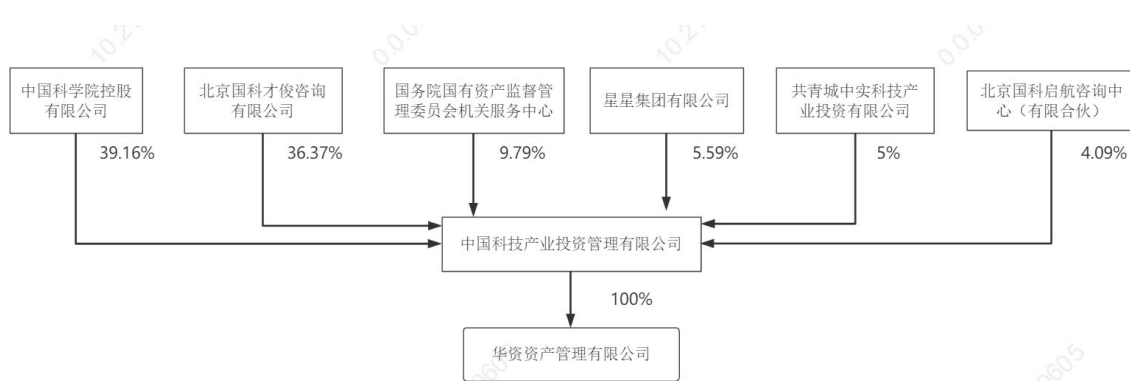 中国科学院控股
有限公司
北京国科才俊咨询
有限公司
国务院国有资产监督管
理委员会机关服务中心
星星集团有限公司
共青城中实科技产
业投资有限公司
北京国科启航咨询中
心（有限合伙）
39.16%
36.37%
9.79%
5.59%
5%
4.09%
中国科技产业投资管理有限公司
100%
华资资产管理有限公司